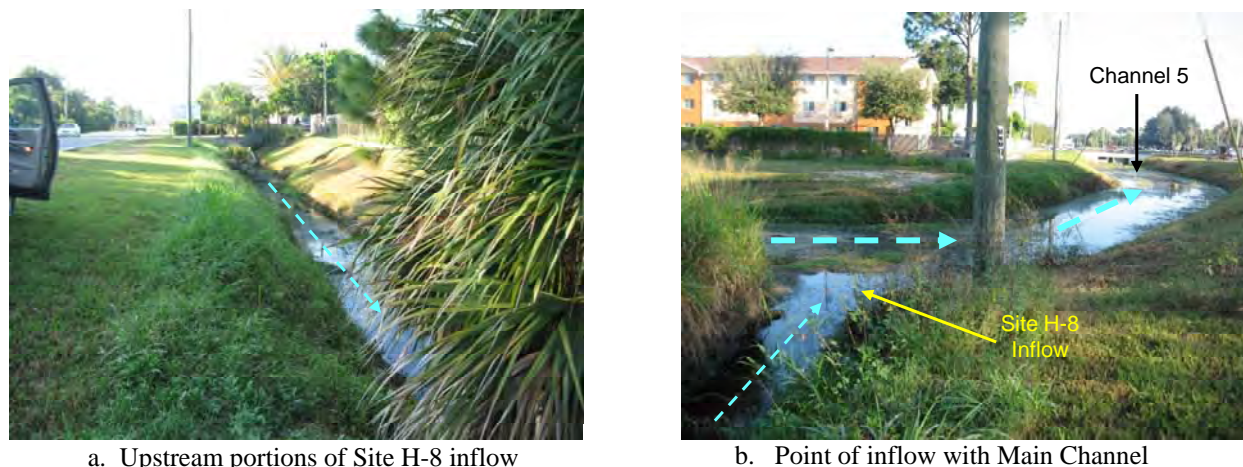 Channel 5
Site H-8
Inflow
a. Upstream portions of Site H-8 inflow
b. Point of inflow with Main Channel